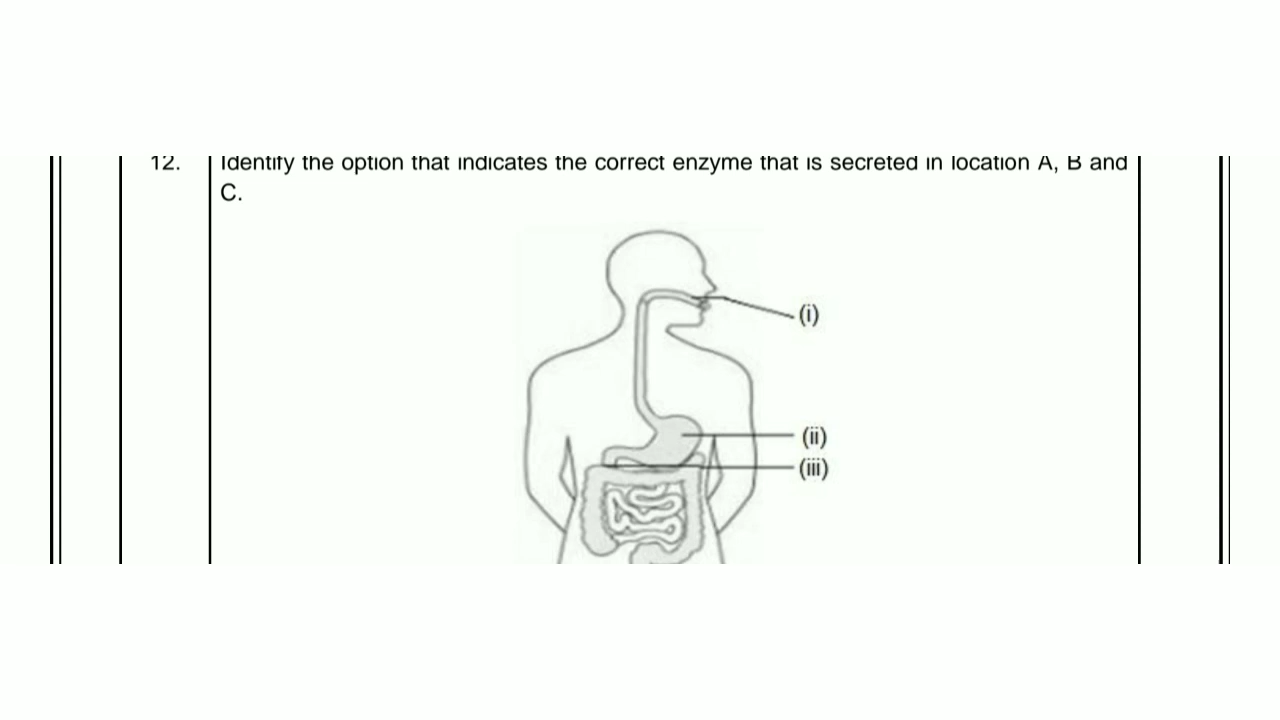 12. Identify the option that indicates the correct enzyme that is secreted in location A, B and
C.
(i)
(ii)
(iii)